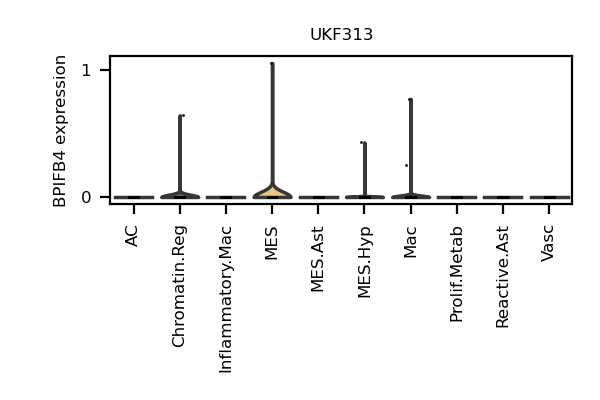 UKF313
BPIFB4 expression
1
0
AC
Chromatin.Reg
Inflammatory.Mac
MES
MES.Ast
MES.Hyp
Mac
Prolif.Metab
Reactive.Ast
Vasc